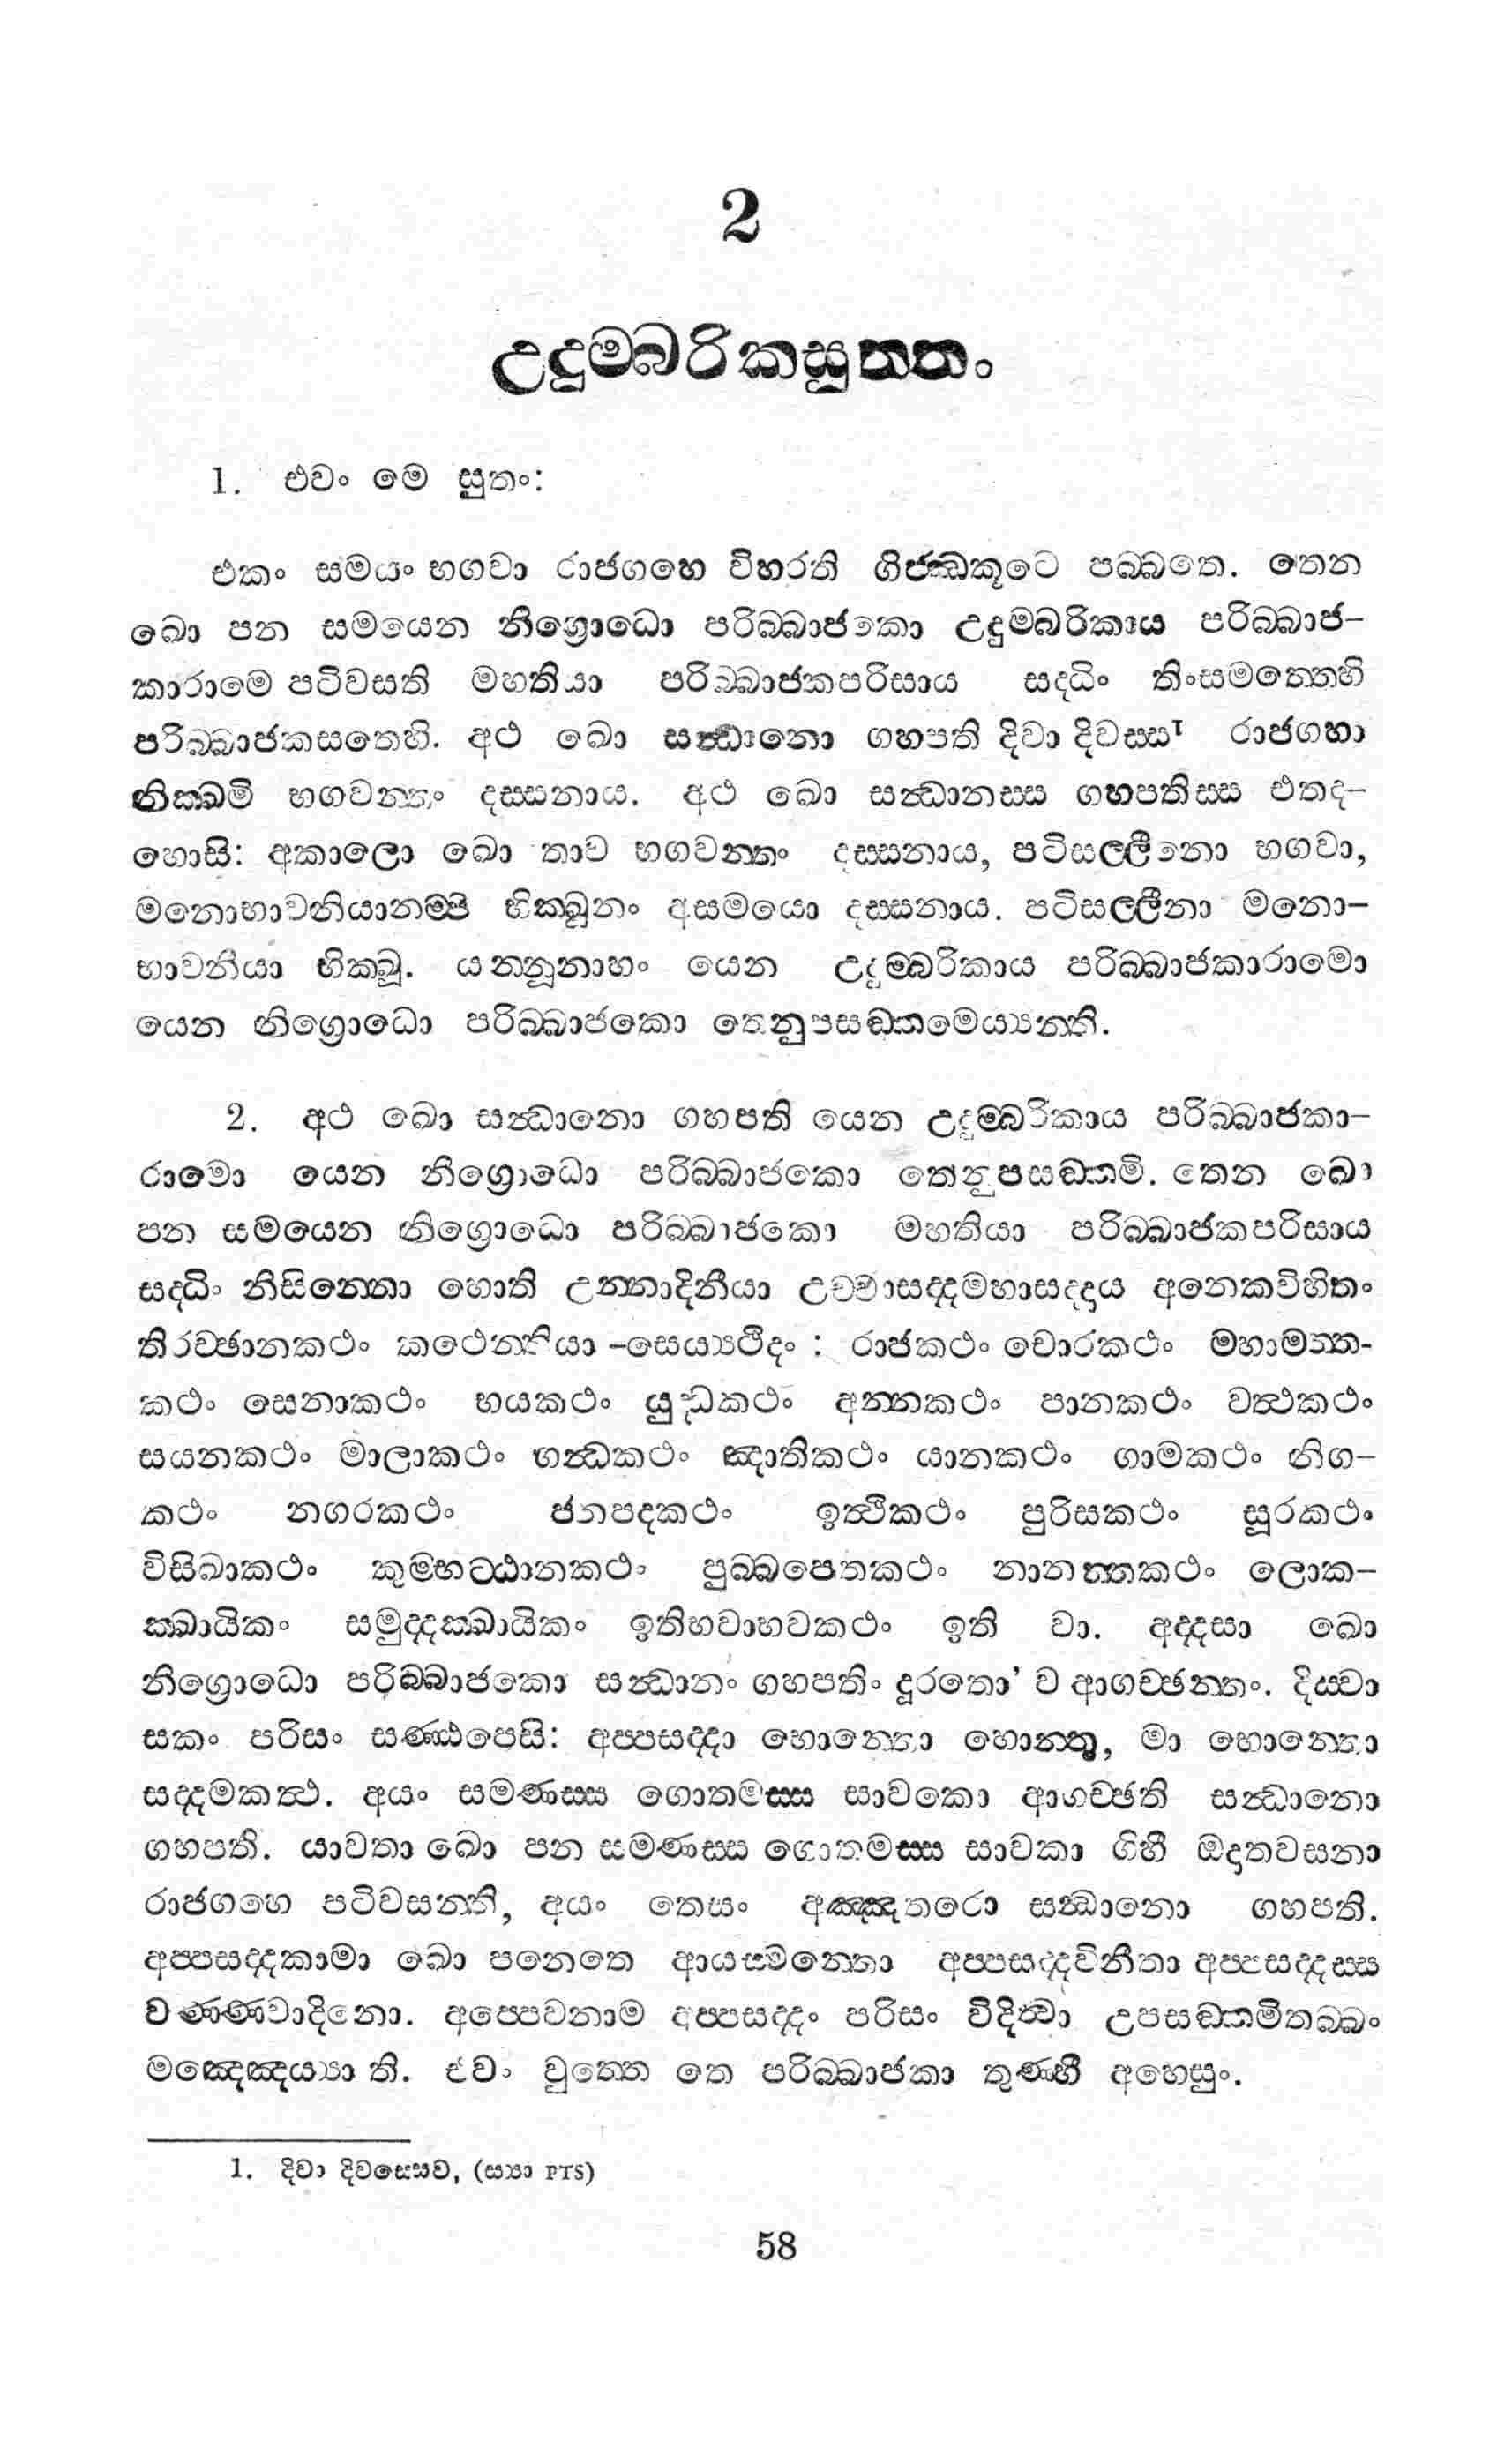 2
උදුම්බරිකසුත්තං
1. එවං මෙ සුතං:
එකං සමයං භගවා රාජගහෙ විහරති ගිජ්ඣකූටෙ පබ්බතෙ. තෙන
ඛො පන සමයෙන නිග්‍රොධො පරිබ්බාජකො උදුම්බරිකාය පරිබ්බාජ-
කාරාමෙ පටිවසති මහතියා පරිබ්බාජකපරිසාය සද්ධිං තිංසමත්තෙහි
පරිබ්බාජකසතෙහි. අථ ඛො සන්ධානො ගහපති දිවා දිවස්ස¹ රාජගහා
නික්ඛමි භගවන්තං දස්සනාය. අථ ඛො සන්ධානස්ස ගහපතිස්ස එතද-
හොසි: අකාලො ඛො තාව භගවන්තං දස්සනාය, පටිසල්ලීනො භගවා,
මනොභාවනියානම්පි භික්ඛූනං අසමයො දස්සනාය. පටිසල්ලීනා මනො-
භාවනීයා භික්ඛූ. යන්නූනාහං යෙන උදුම්බරිකාය පරිබ්බාජකාරාමො
යෙන නිග්‍රොධො පරිබ්බාජකො තෙනුපසඞ්කමෙය්‍යන්ති.
2. අථ ඛො සන්ධානො ගහපති යෙන උදුම්බරිකාය පරිබ්බාජකා-
රාමො යෙන නිග්‍රොධො පරිබ්බාජකො තෙනුපසඞ්කමි. තෙන ඛො
පන සමයෙන නිග්‍රොධො පරිබ්බාජකො මහතියා පරිබ්බාජකපරිසාය
සද්ධිං නිසින්නො හොති උන්නාදිනියා උච්චාසද්දමහාසද්දාය අනෙකවිහිතං
තිරච්ඡානකථං කථෙන්තියා -සෙය්‍යථිදං : රාජකථං චොරකථං මහාමත්ත-
කථං සෙනාකථං භයකථං යුද්ධකථං අන්නකථං පානකථං වත්ථකථං
සයනකථං මාලාකථං ගන්ධකථං ඤාතිකථං යානකථං ගාමකථං නිග-
කථං නගරකථං ජනපදකථං ඉත්ථිකථං පුරිසකථං සූරකථං
විසිඛාකථං කුම්භට්ඨානකථං පුබ්බපෙතකථං නානත්තකථං ලොක-
ක්ඛායිකං සමුද්දක්ඛායිකං ඉතිභවාභවකථං ඉති වා. අද්දසා ඛො
නිග්‍රොධො පරිබ්බාජකො සන්ධානං ගහපතිං දූරතො' ව ආගච්ඡන්තං. දිස්වා
සකං පරිසං සණ්ඨපෙසි: අප්පසද්දා භොන්තො හොන්තු, මා භොන්තො
සද්දමකත්ථ. අයං සමණස්ස ගොතමස්ස සාවකො ආගච්ඡති සන්ධානො
ගහපති. යාවතා ඛො පන සමණස්ස ගොතමස්ස සාවකා ගිහී ඔදාතවසනා
රාජගහෙ පටිවසන්ති, අයං තෙසං අඤ්ඤතරො සන්ධානො ගහපති.
අප්පසද්දකාමා ඛො පනෙතෙ ආයස්මන්තො අප්පසද්දවිනීතා අප්පසද්දස්ස
වණ්ණවාදිනො. අප්පෙවනාම අප්පසද්දං පරිසං විදිත්වා උපසඞ්කමිතබ්බං
මඤ්ඤෙය්‍යා ති. එවං වුත්තෙ තෙ පරිබ්බාජකා තුණ්හී අහෙසුං.
1. දිවා දිවස්සෙව, (ස්‍යා PTS)
58